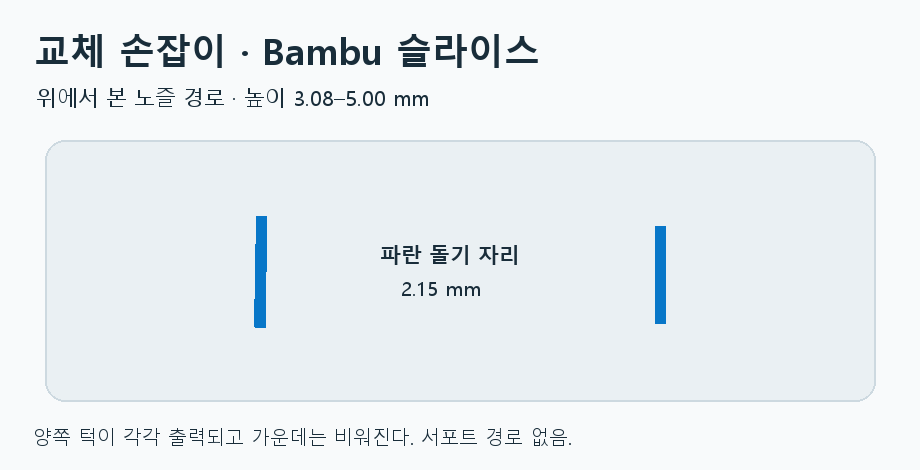 교체 손잡이 · Bambu 슬라이스
위에서 본 노즐 경로 · 높이 3.08–5.00 mm
파란 돌기 자리
2.15 mm
양쪽 턱이 각각 출력되고 가운데는 비워진다. 서포트 경로 없음.